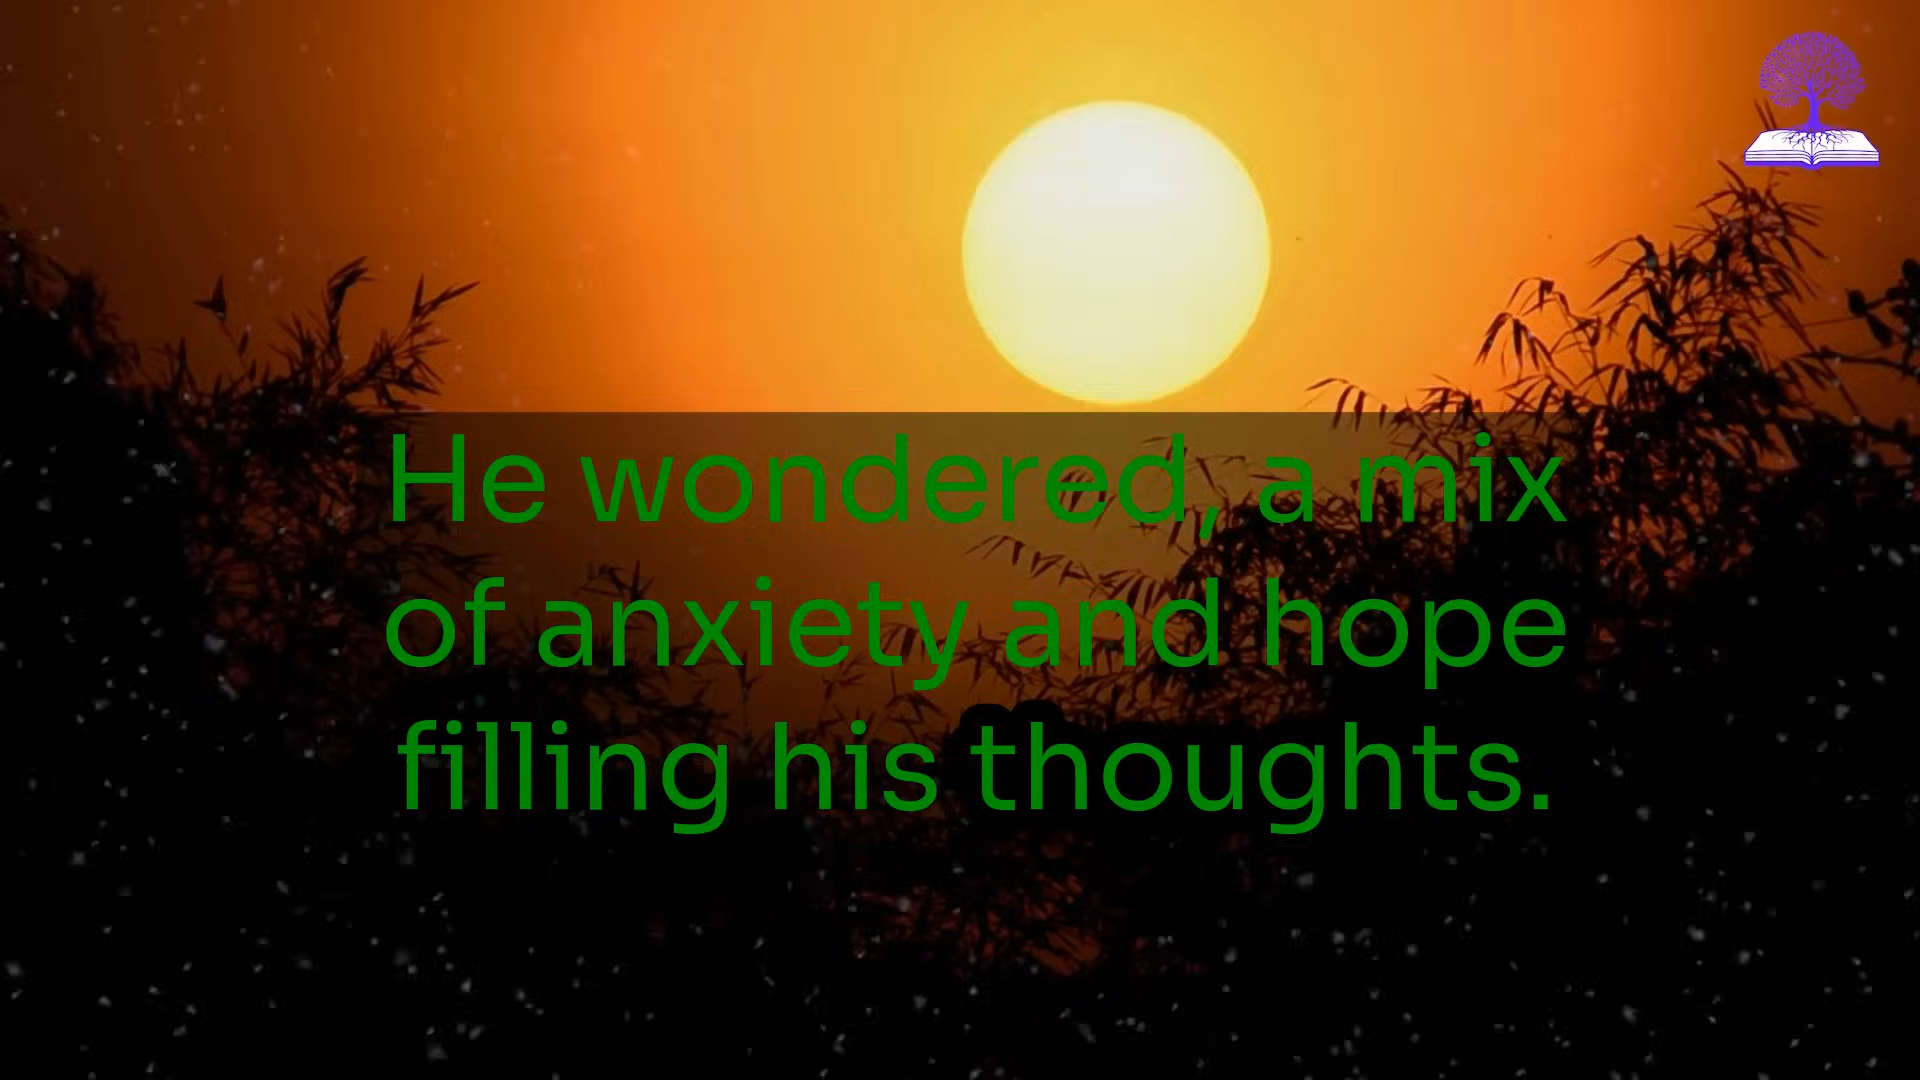 He wondered, a mix
of anxiety and hope
filling his thoughts.